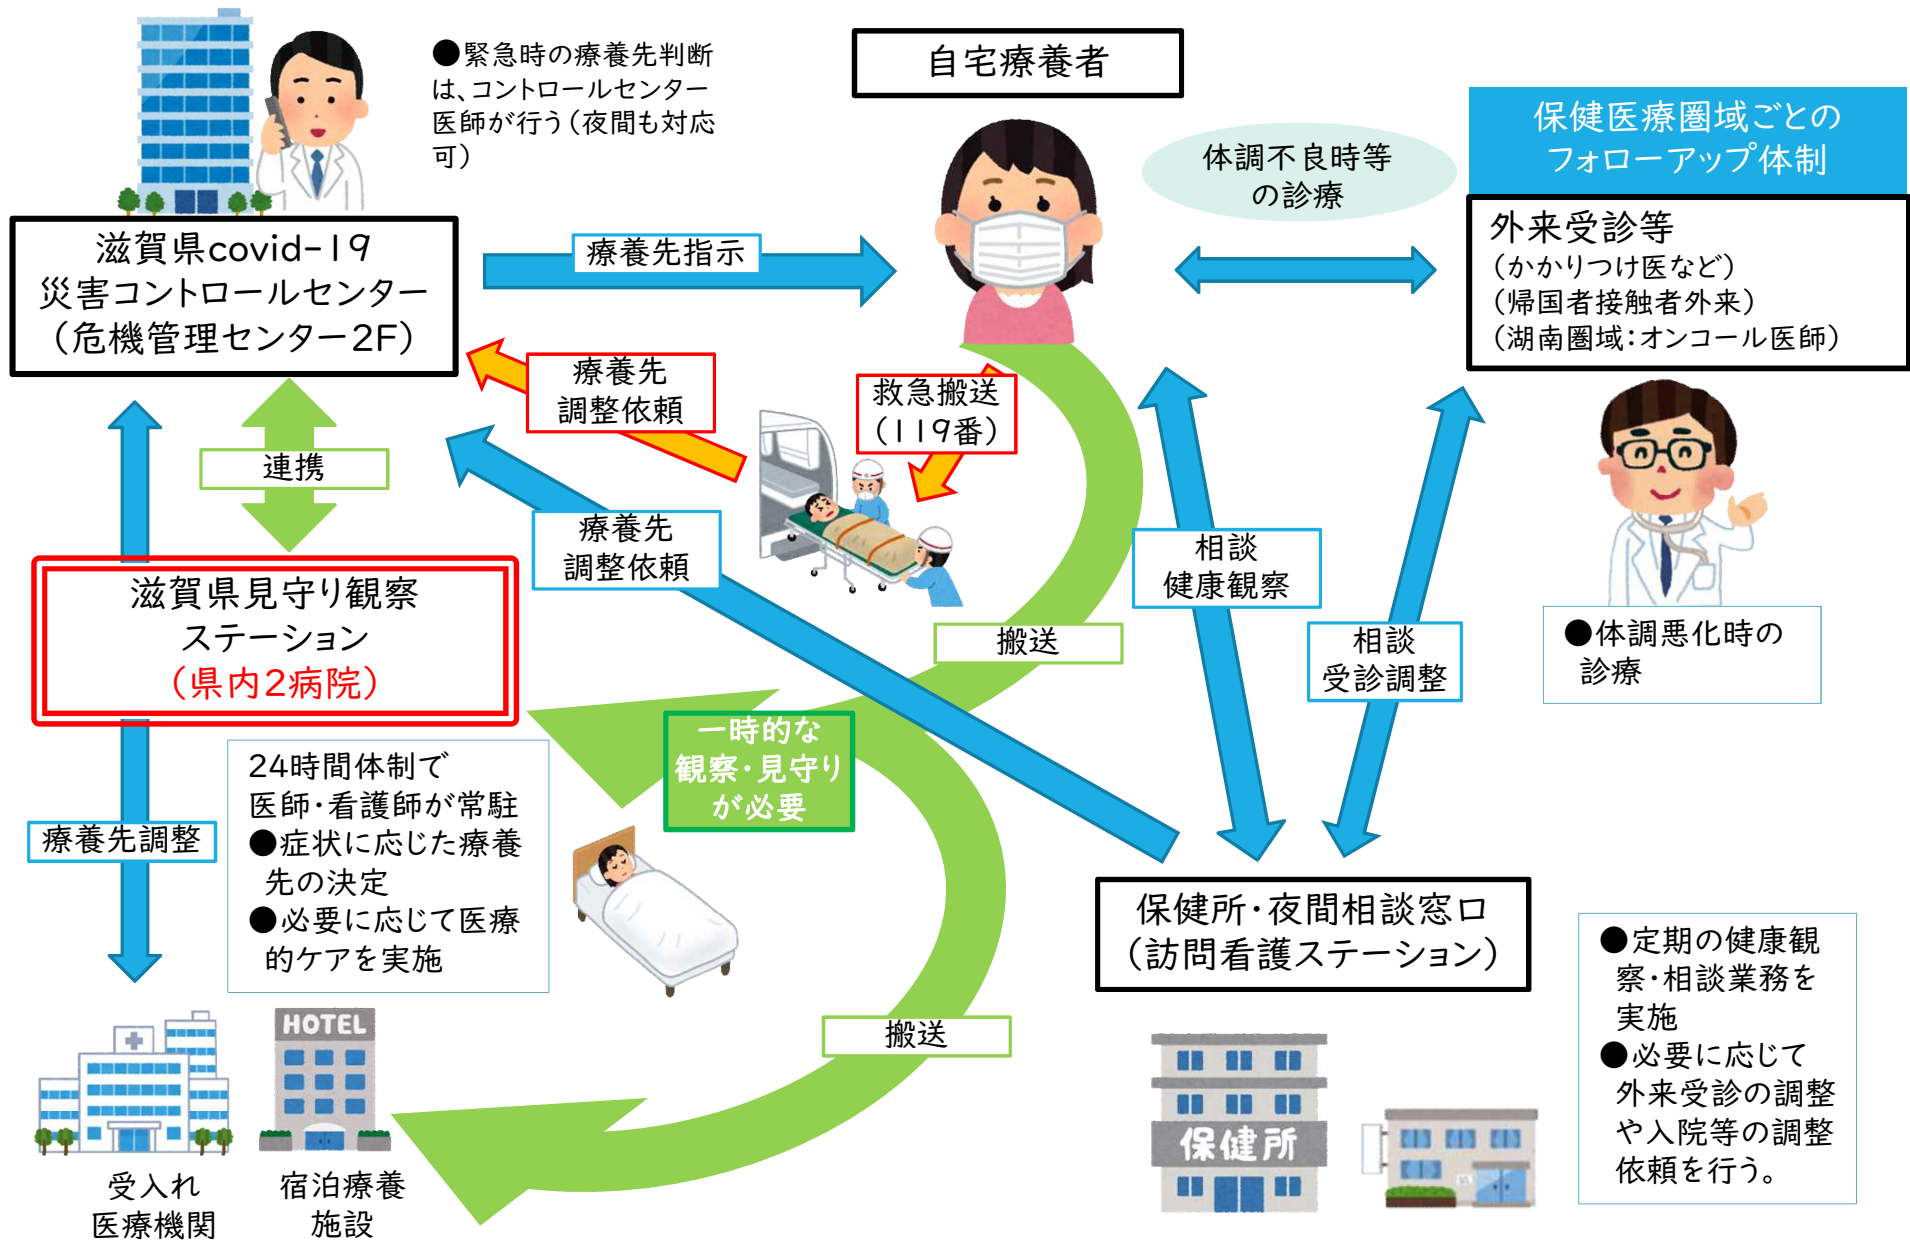 ●緊急時の療養先判断
は、コントロールセンター
医師が行う（夜間も対応
可）
自宅療養者
保健医療圏域ごとの
フォローアップ体制
体調不良時等
の診療
滋賀県covid-19
災害コントロールセンター
（危機管理センター2F）
療養先指示
外来受診等
（かかりつけ医など）
（帰国者接触者外来）
（湖南圏域：オンコール医師）
療養先
調整依頼
救急搬送
（119番）
連携
療養先
調整依頼
相談
健康観察
滋賀県見守り観察
ステーション
（県内2病院）
搬送
相談
受診調整
●体調悪化時の
診療
一時的な
観察・見守り
が必要
24時間体制で
医師・看護師が常駐
●症状に応じた療養
先の決定
●必要に応じて医療
的ケアを実施
療養先調整
保健所・夜間相談窓口
（訪問看護ステーション）
●定期の健康観
察・相談業務を
実施
●必要に応じて
外来受診の調整
や入院等の調整
依頼を行う。
搬送
HOTEL
保健所
受入れ
医療機関
宿泊療養
施設